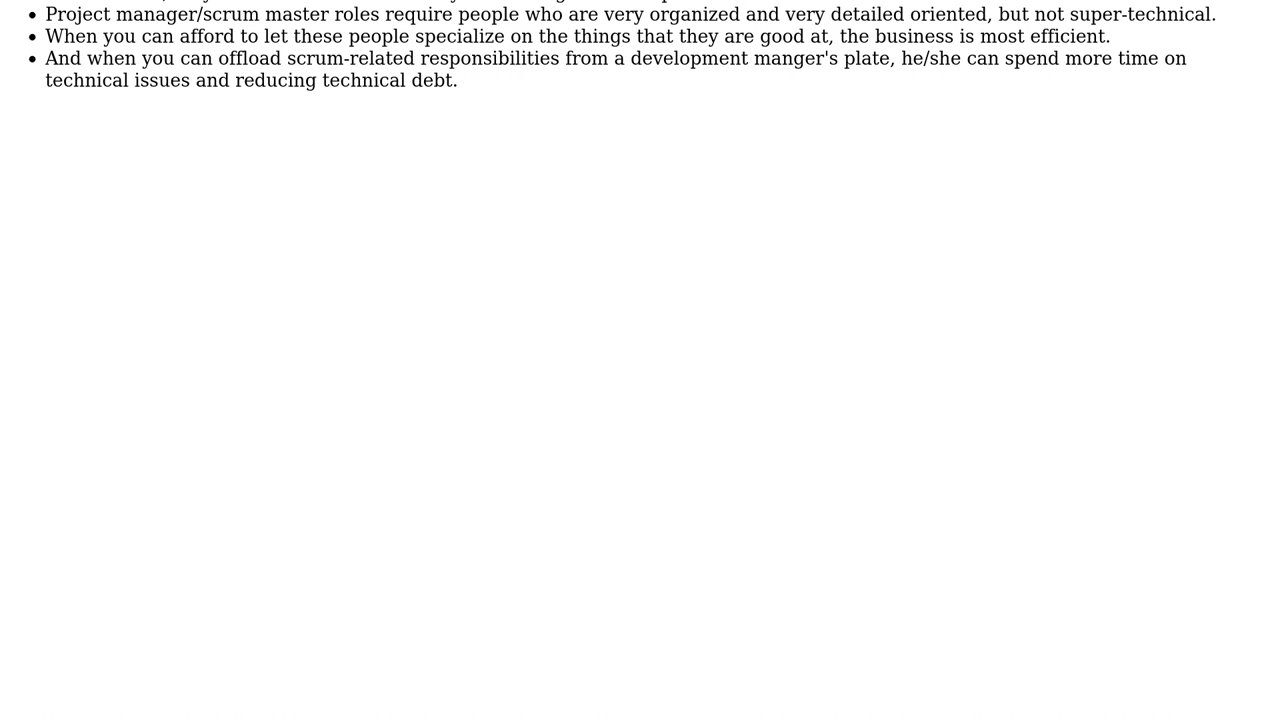 Project manager/scrum master roles require people who are very organized and very detailed oriented, but not super-technical.
When you can afford to let these people specialize on the things that they are good at, the business is most efficient.
And when you can offload scrum-related responsibilities from a development manger's plate, he/she can spend more time on
technical issues and reducing technical debt.